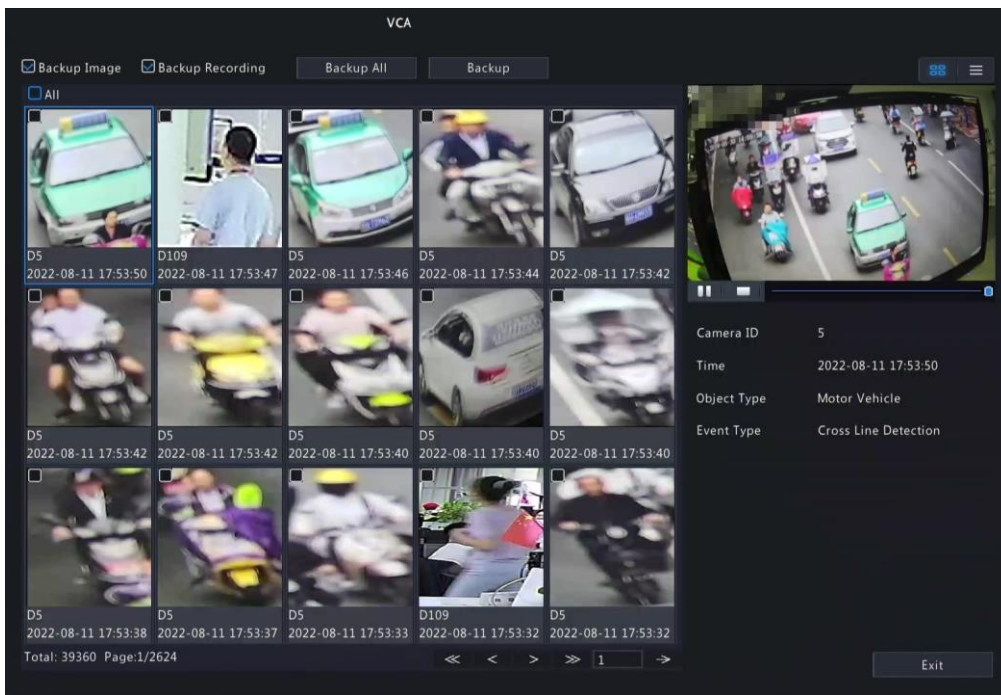 VCA
Backup Image Backup Recording Backup All Backup
All
D5 D109 D5 D5 D5
2022-08-11 17:53:50 2022-08-11 17:53:47 2022-08-11 17:53:46 2022-08-11 17:53:44 2022-08-11 17:53:42
D5 D5 D5 D5 D5
2022-08-11 17:53:42 2022-08-11 17:53:42 2022-08-11 17:53:40 2022-08-11 17:53:40 2022-08-11 17:53:40
D5 D5 D5 D109 D5
2022-08-11 17:53:38 2022-08-11 17:53:37 2022-08-11 17:53:33 2022-08-11 17:53:32 2022-08-11 17:53:32
Total: 39360 Page:1/2624
1
Camera ID 5
Time 2022-08-11 17:53:50
Object Type Motor Vehicle
Event Type Cross Line Detection
Exit